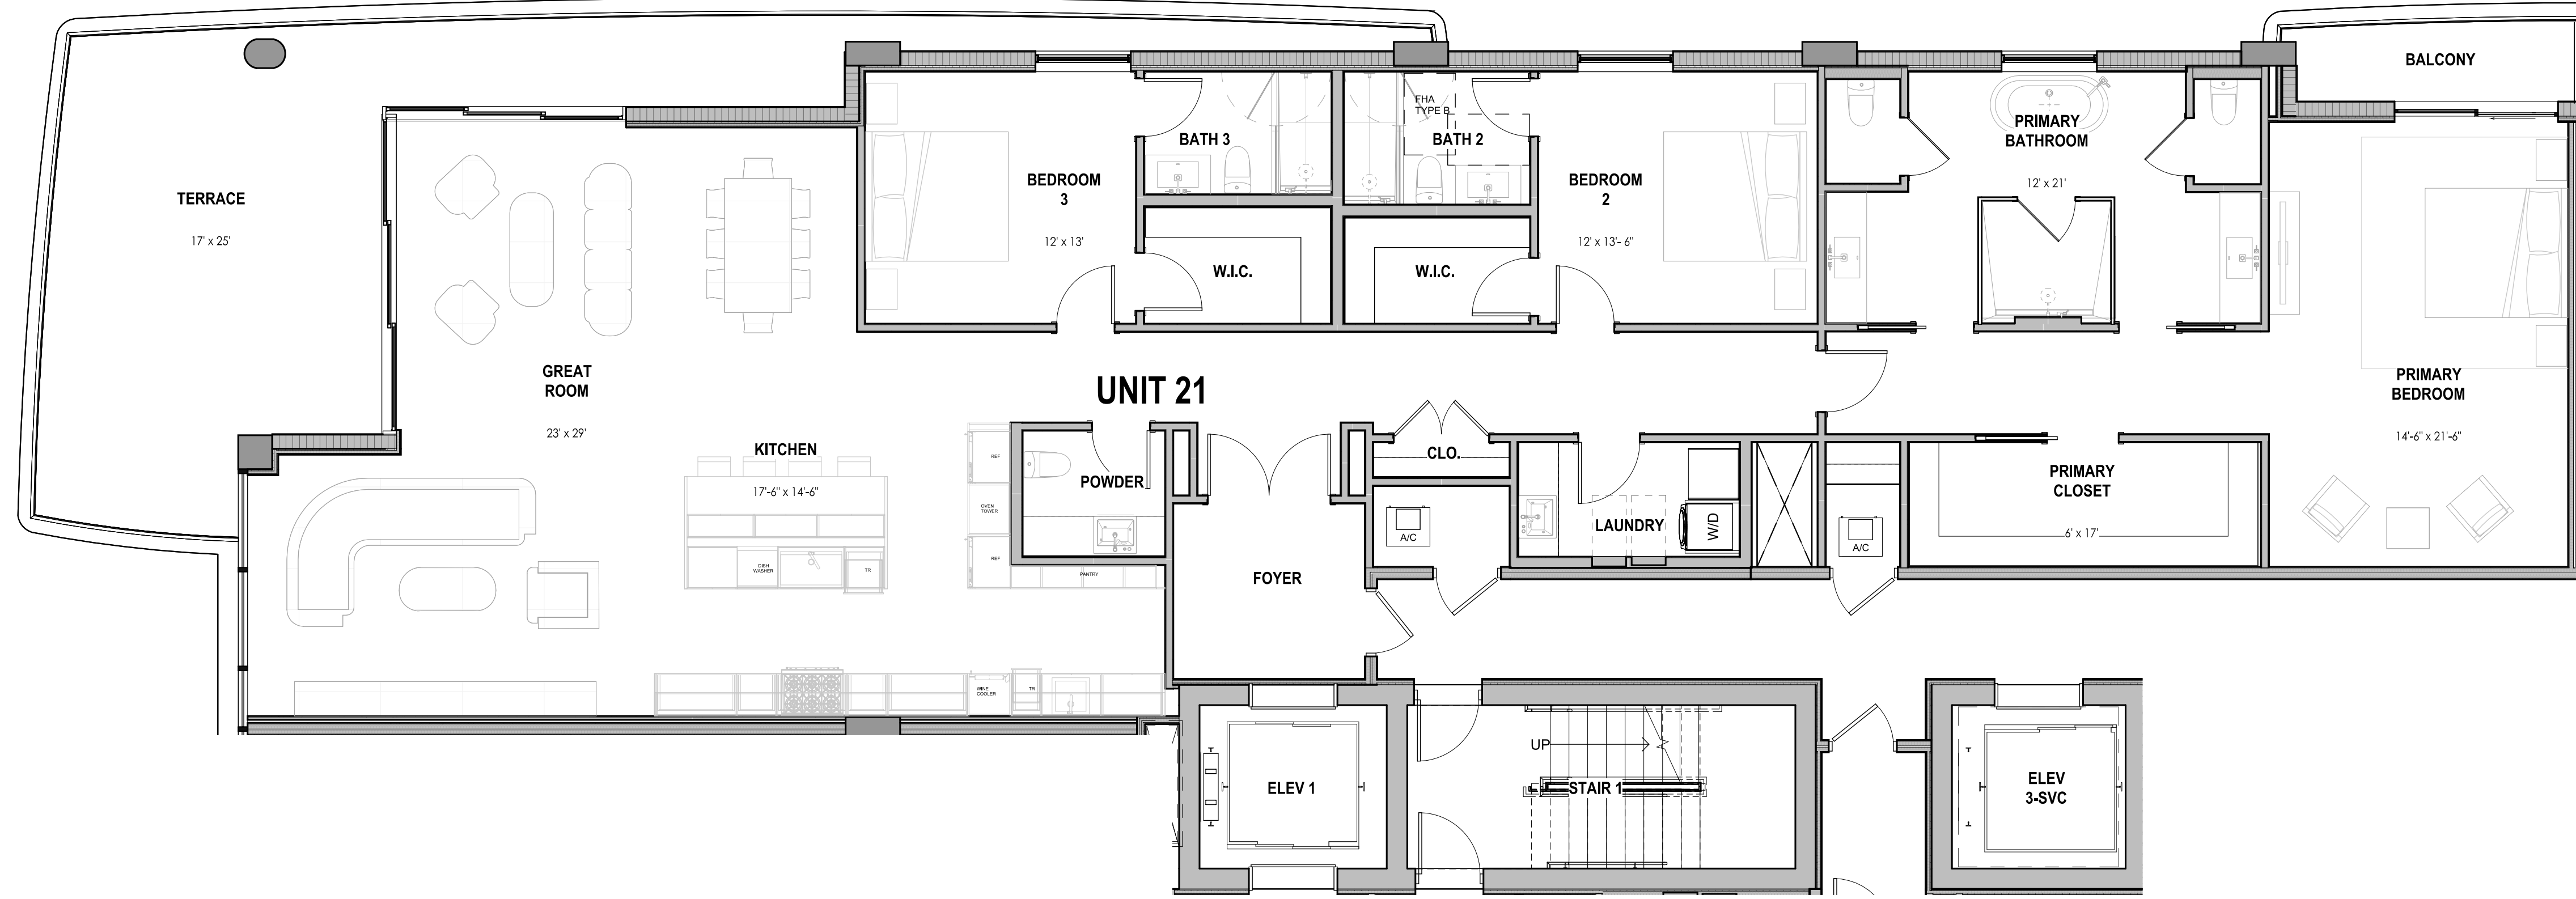 BALCONY
TERRACE
17' x 25'
GREAT
ROOM
23' x 29'
KITCHEN
17'-6" x 14'-6"
DISH
WASHER
TR
REF
OVEN
TOWER
REF
PANTRY
WINE
COOLER
TR
BEDROOM
3
12' x 13'
BATH 3
W.I.C.
FHA
TYPE B
BATH 2
W.I.C.
BEDROOM
2
12' x 13'- 6"
PRIMARY
BATHROOM
12' x 21'
UNIT 21
POWDER
FOYER
CLO.
A/C
LAUNDRY
W/D
A/C
PRIMARY
CLOSET
6' x 17'
PRIMARY
BEDROOM
14'-6" x 21'-6"
ELEV 1
UP
STAIR 1
ELEV
3-SVC